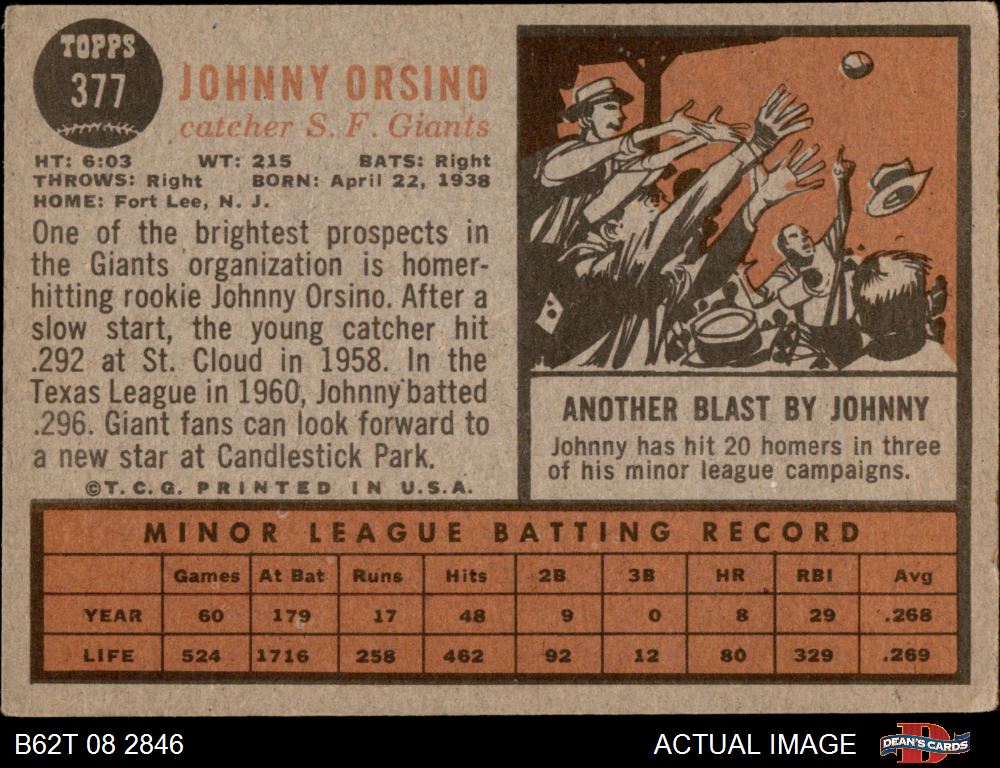 TOPPS
377
JOHNNY ORSINO
catcher S. F. Giants
HT: 6:03 WT: 215 BATS: Right
THROWS: Right BORN: April 22, 1938
HOME: Fort Lee, N. J.
One of the brightest prospects in
the Giants organization is homer-
hitting rookie Johnny Orsino. After a
slow start, the young catcher hit
.292 at St. Cloud in 1958. In the
Texas League in 1960, Johnny batted
.296. Giant fans can look forward to
a new star at Candlestick Park.
©T.C.G. PRINTED IN U.S.A.
ANOTHER BLAST BY JOHNNY
Johnny has hit 20 homers in three
of his minor league campaigns.
MINOR LEAGUE BATTING RECORD
Games At Bat Runs Hits 2B 3B HR RBI Avg
YEAR 60 179 17 48 9 0 8 29 .268
LIFE 524 1716 258 462 92 12 80 329 .269
B62T 08 2846
ACTUAL IMAGE
DEAN'S CARDS